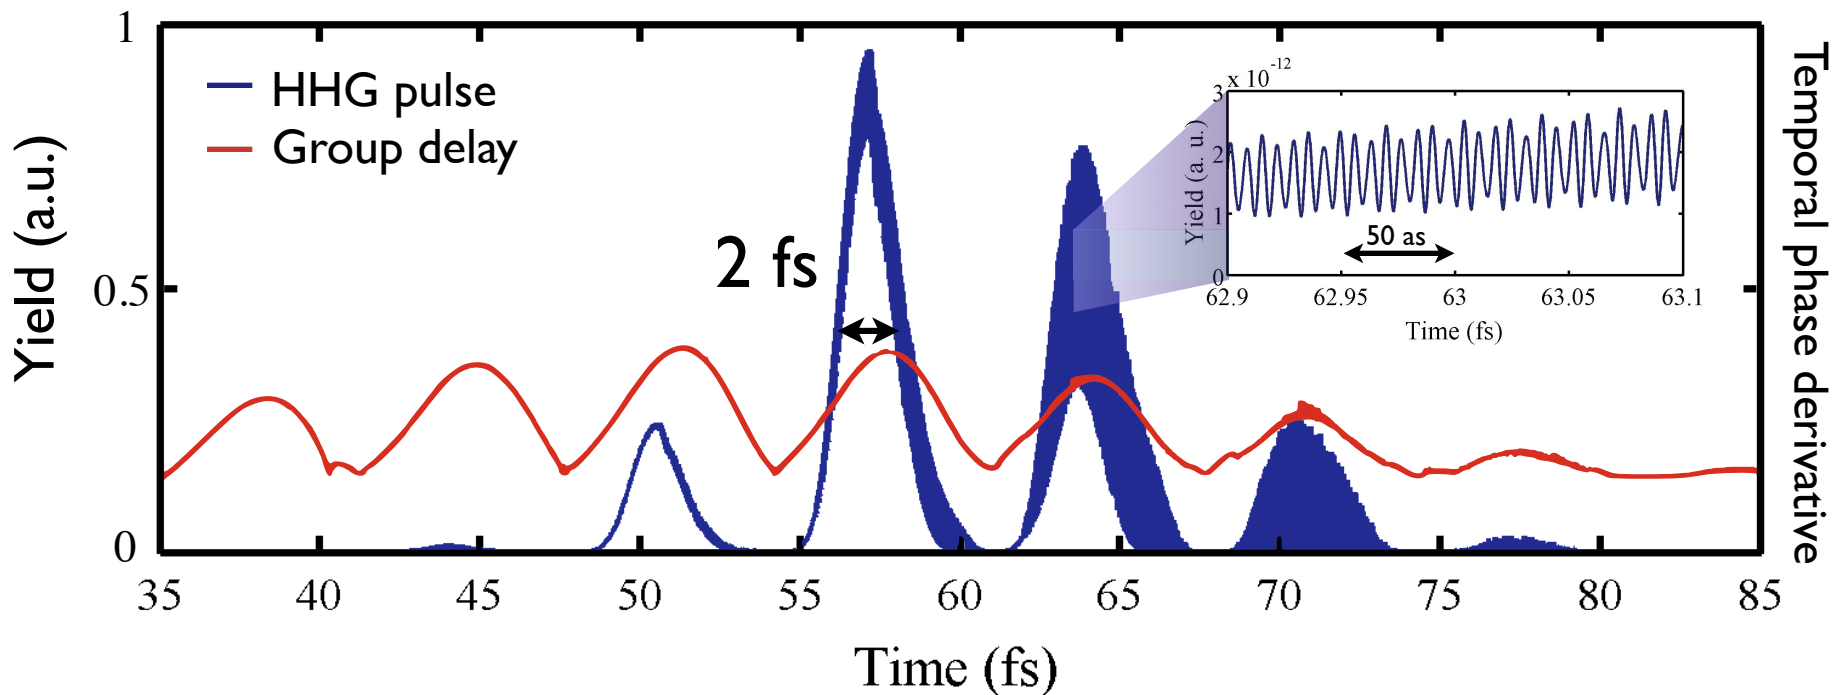 1
HHG pulse
Group delay
Yield (a.u.)
0.5
0
2 fs
x 10⁻¹²
3
2
1
0
Yield (a. u.)
50 as
62.9 62.95 63 63.05 63.1
Time (fs)
Temporal phase derivative
35 40 45 50 55 60 65 70 75 80 85
Time (fs)